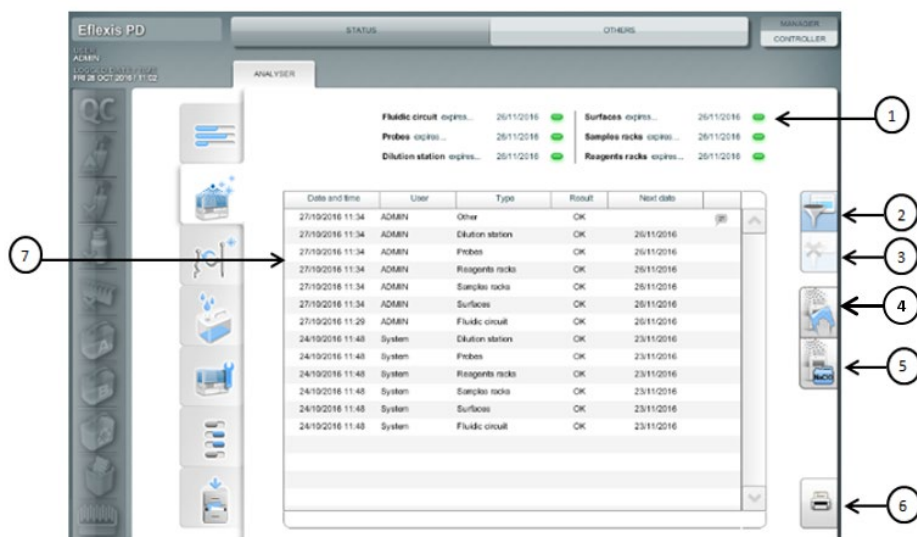 Eflexis PD
STATUS
OTHERS
MANAGER
CONTROLLER
USER
ADMIN
FRI 28 OCT 2016 / 11:02
ANALYSER
QC
Fluidic circuit expires... 26/11/2016
Surfaces expires... 26/11/2016
1
Probes expires... 26/11/2016
Samples racks expires... 26/11/2016
Dilution station expires... 26/11/2016
Reagents racks expires... 26/11/2016
Date and time User Type Result Next date
27/10/2016 11:34 ADMIN Other OK
2
27/10/2016 11:34 ADMIN Dilution station OK 26/11/2016
27/10/2016 11:34 ADMIN Probes OK 26/11/2016
7
3
27/10/2016 11:34 ADMIN Reagents racks OK 26/11/2016
27/10/2016 11:34 ADMIN Samples racks OK 26/11/2016
4
27/10/2016 11:34 ADMIN Surfaces OK 26/11/2016
27/10/2016 11:29 ADMIN Fluidic circuit OK 26/11/2016
24/10/2016 11:48 System Dilution station OK 23/11/2016
24/10/2016 11:48 System Probes OK 23/11/2016
5
NaClO
24/10/2016 11:48 System Reagents racks OK 23/11/2016
24/10/2016 11:48 System Samples racks OK 23/11/2016
24/10/2016 11:48 System Surfaces OK 23/11/2016
24/10/2016 11:48 System Fluidic circuit OK 23/11/2016
6